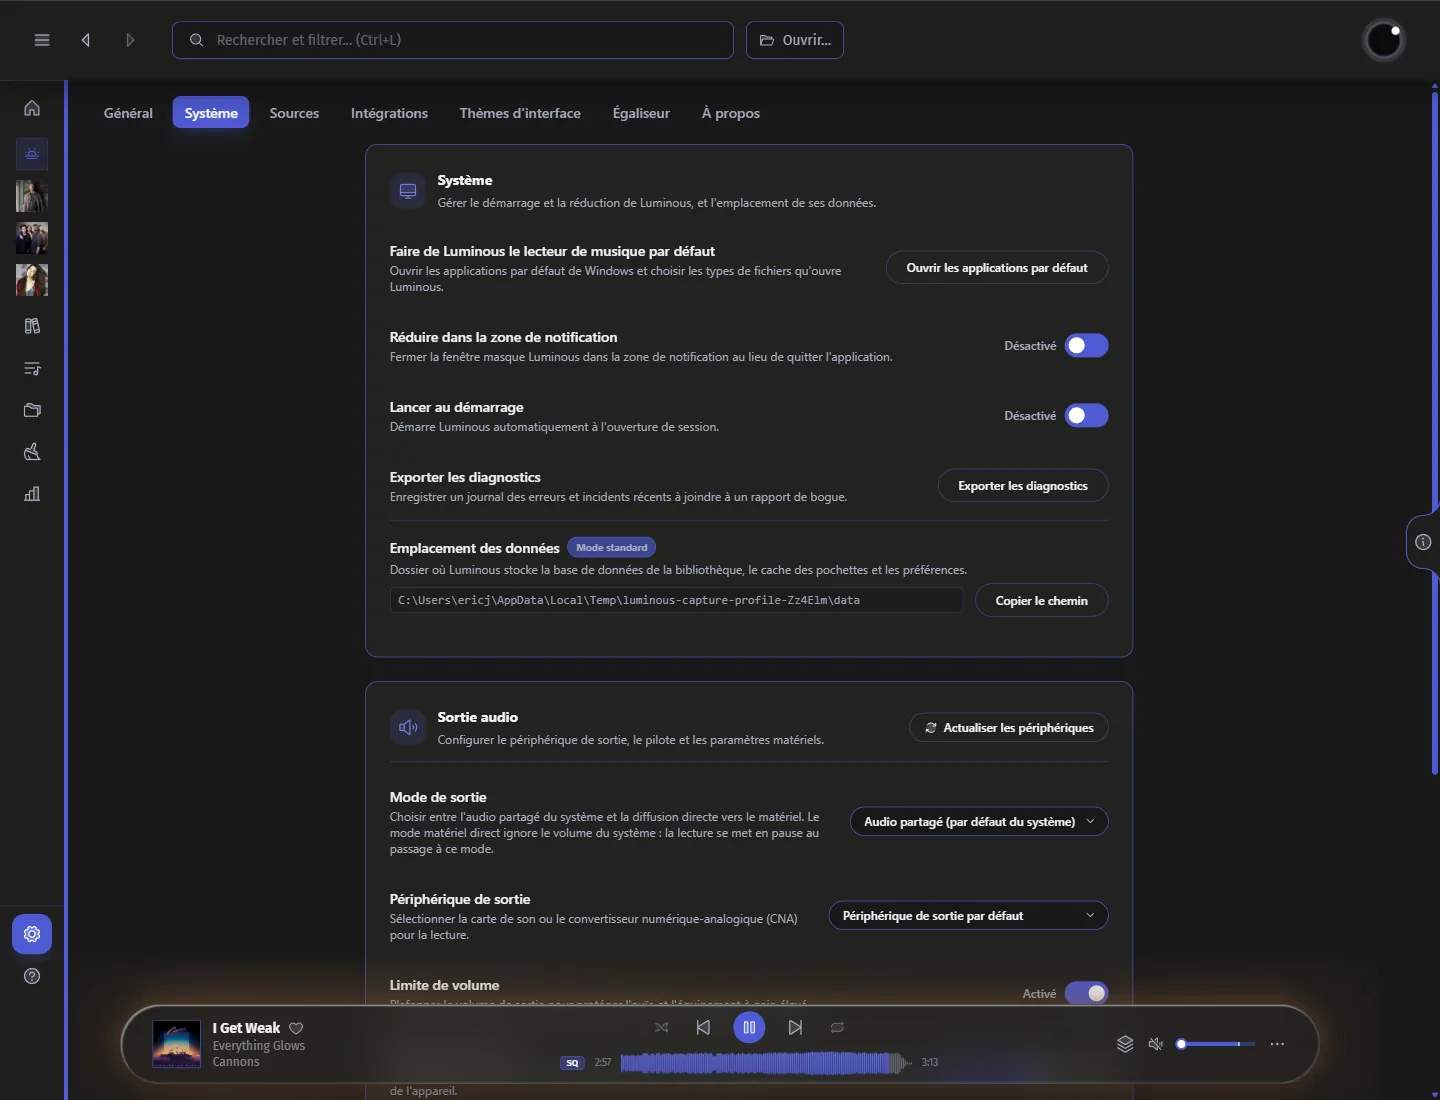 Rechercher et filtrer... (Ctrl+L)
Ouvrir...
Général
Système
Sources
Intégrations
Thèmes d'interface
Égaliseur
À propos
Système
Gérer le démarrage et la réduction de Luminous, et l'emplacement de ses données.
Faire de Luminous le lecteur de musique par défaut
Ouvrir les applications par défaut de Windows et choisir les types de fichiers qu'ouvre
Luminous.
Ouvrir les applications par défaut
Réduire dans la zone de notification
Fermer la fenêtre masque Luminous dans la zone de notification au lieu de quitter l'application.
Désactivé
Lancer au démarrage
Démarre Luminous automatiquement à l'ouverture de session.
Désactivé
Exporter les diagnostics
Enregistrer un journal des erreurs et incidents récents à joindre à un rapport de bogue.
Exporter les diagnostics
Emplacement des données
Mode standard
Dossier où Luminous stocke la base de données de la bibliothèque, le cache des pochettes et les préférences.
C:\Users\ericj\AppData\Local\Temp\luminous-capture-profile-Zz4Elm\data
Copier le chemin
Sortie audio
Configurer le périphérique de sortie, le pilote et les paramètres matériels.
Actualiser les périphériques
Mode de sortie
Choisir entre l'audio partagé du système et la diffusion directe vers le matériel. Le
mode matériel direct ignore le volume du système : la lecture se met en pause au
passage à ce mode.
Audio partagé (par défaut du système)
Périphérique de sortie
Sélectionner la carte de son ou le convertisseur numérique-analogique (CNA)
pour la lecture.
Périphérique de sortie par défaut
Limite de volume
Activé
I Get Weak
Everything Glows
Cannons
SQ
2:57
3:13
de l'appareil.